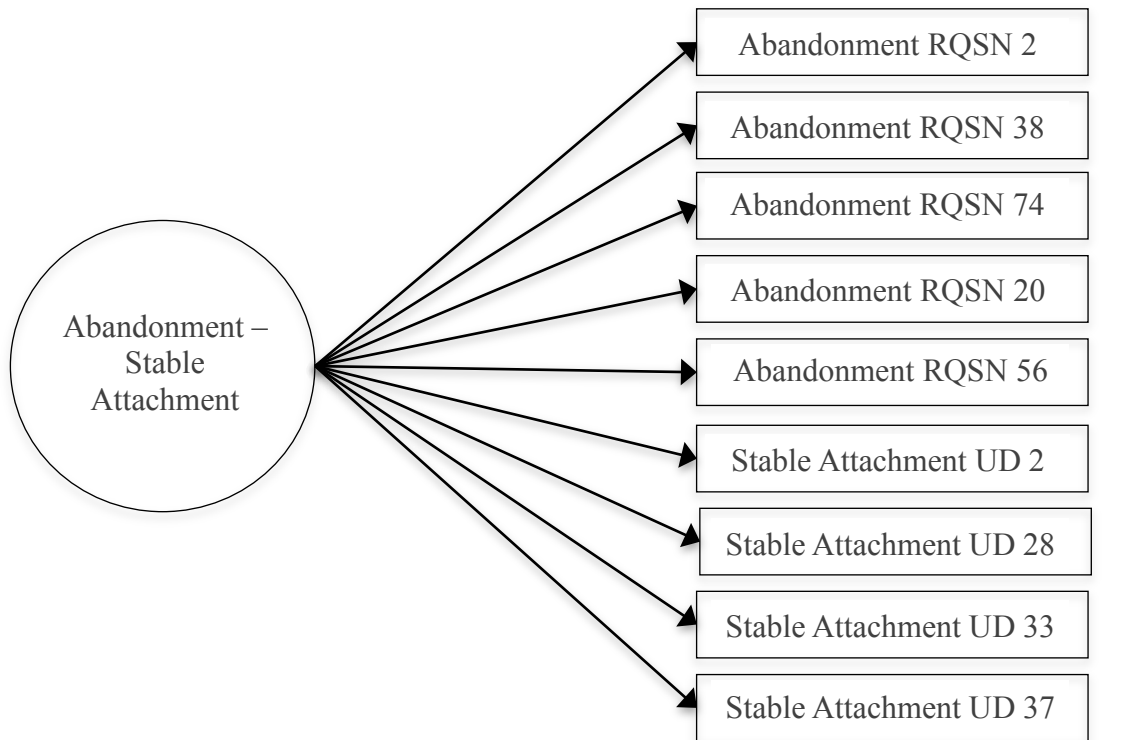 Abandonment RQSN 2
Abandonment RQSN 38
Abandonment RQSN 74
Abandonment RQSN 20
Abandonment –
Stable
Attachment
Abandonment RQSN 56
Stable Attachment UD 2
Stable Attachment UD 28
Stable Attachment UD 33
Stable Attachment UD 37